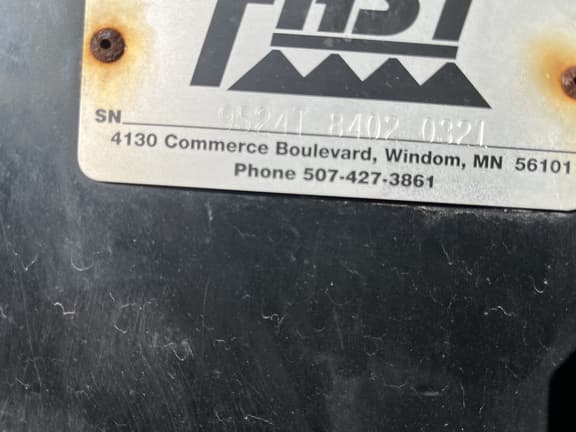 FAST
SN 9524T 8402 0321
4130 Commerce Boulevard, Windom, MN 56101
Phone 507-427-3861